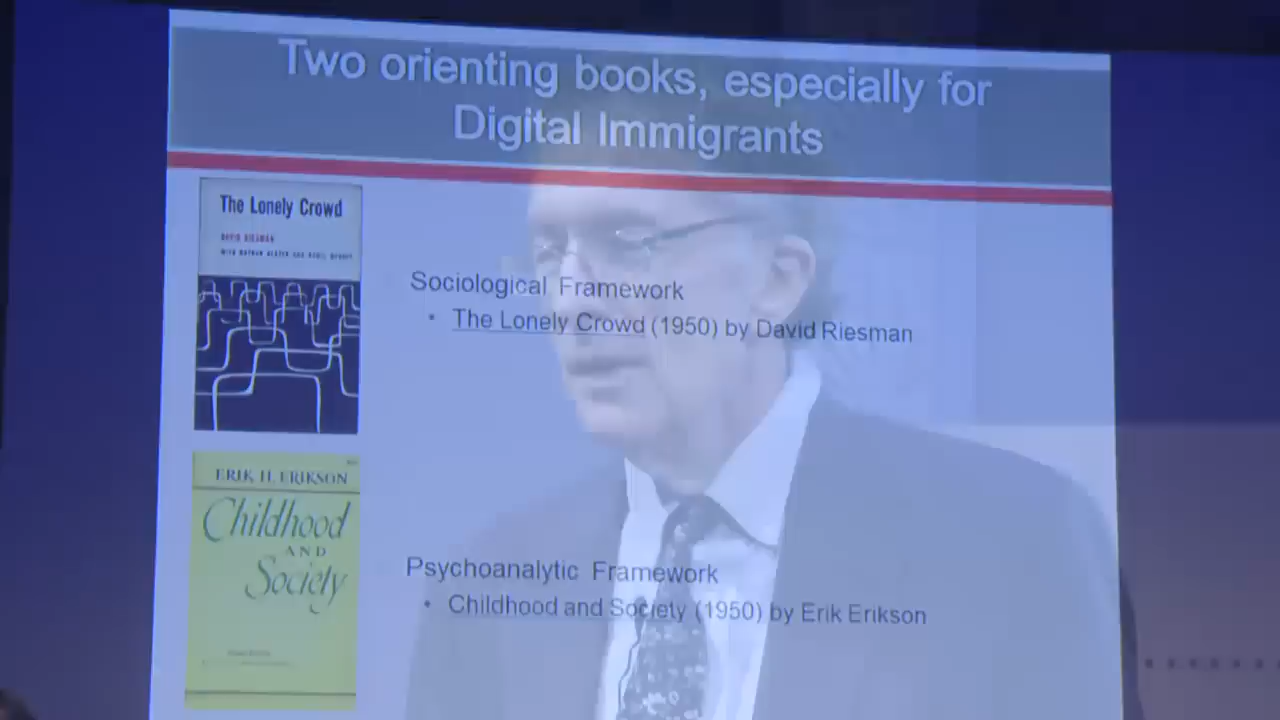 Two orienting books, especially for
Digital Immigrants
The Lonely Crowd
DAVID RIESMAN
Sociological Framework
• The Lonely Crowd (1950) by David Riesman
ERIK H. ERIKSON
Childhood
AND
Society
Psychoanalytic Framework
• Childhood and Society (1950) by Erik Erikson